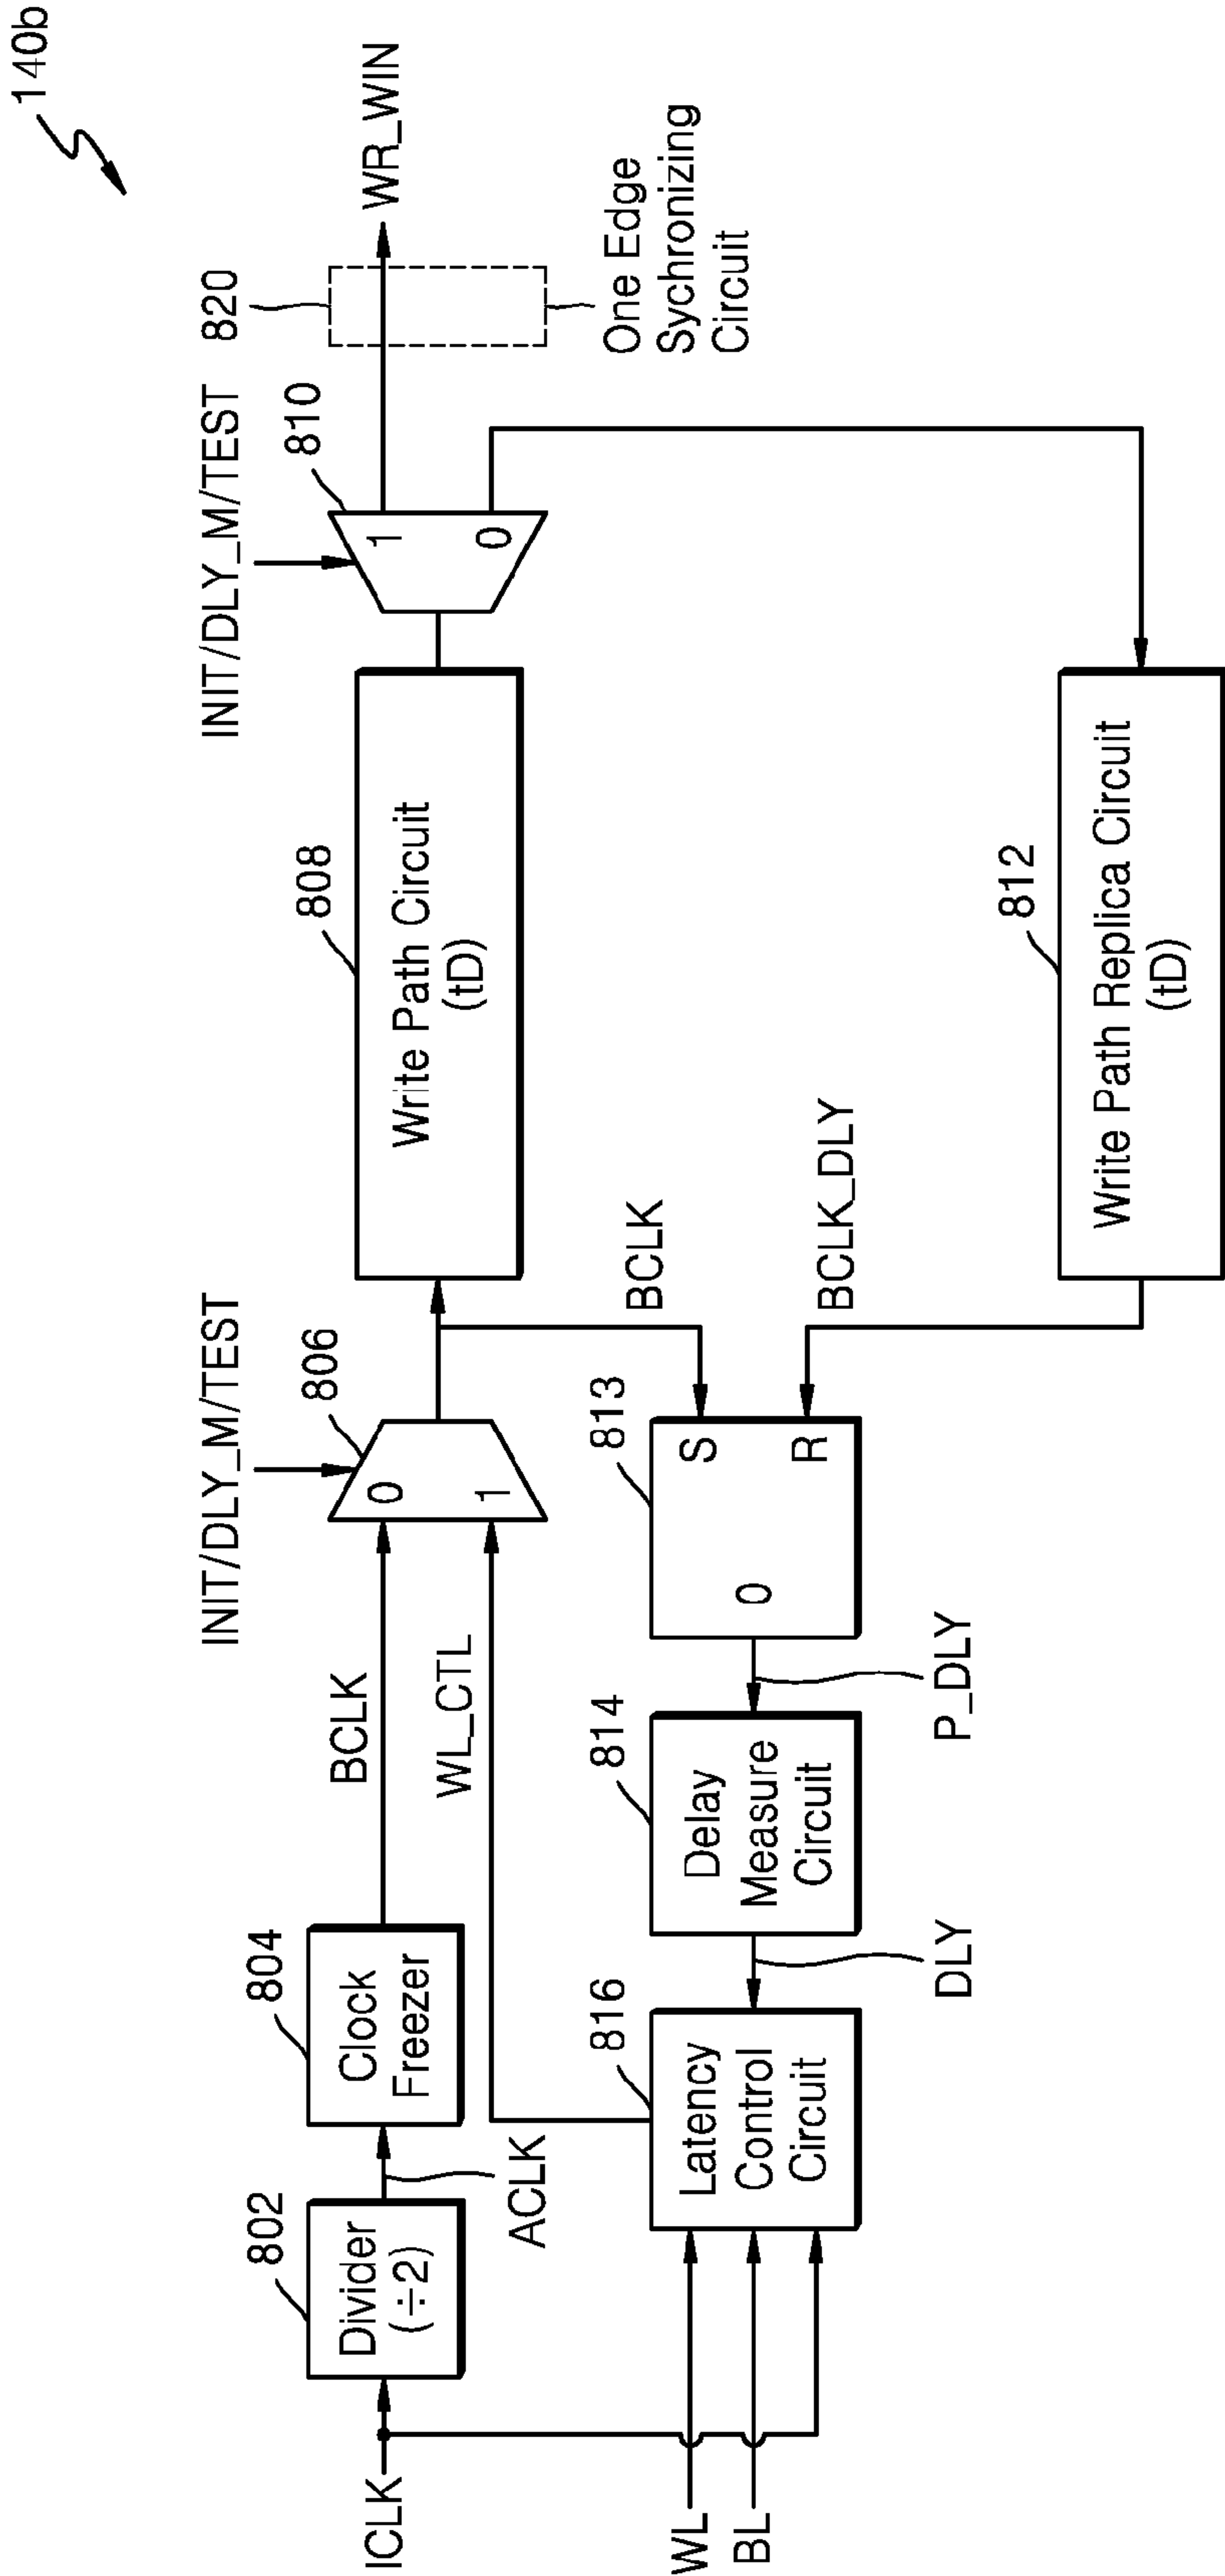 140b
INIT/DLY_M/TEST
INIT/DLY_M/TEST
820
WR_WIN
802
804
806
808
810
ICLK
Divider
(÷2)
ACLK
Clock
Freezer
BCLK
WL_CTL
0
1
Write Path Circuit
(tD)
1
0
One Edge
Sychronizing
Circuit
BCLK
BCLK_DLY
816
814
813
812
WL
BL
Latency
Control
Circuit
DLY
Delay
Measure
Circuit
P_DLY
0
S
R
Write Path Replica Circuit
(tD)